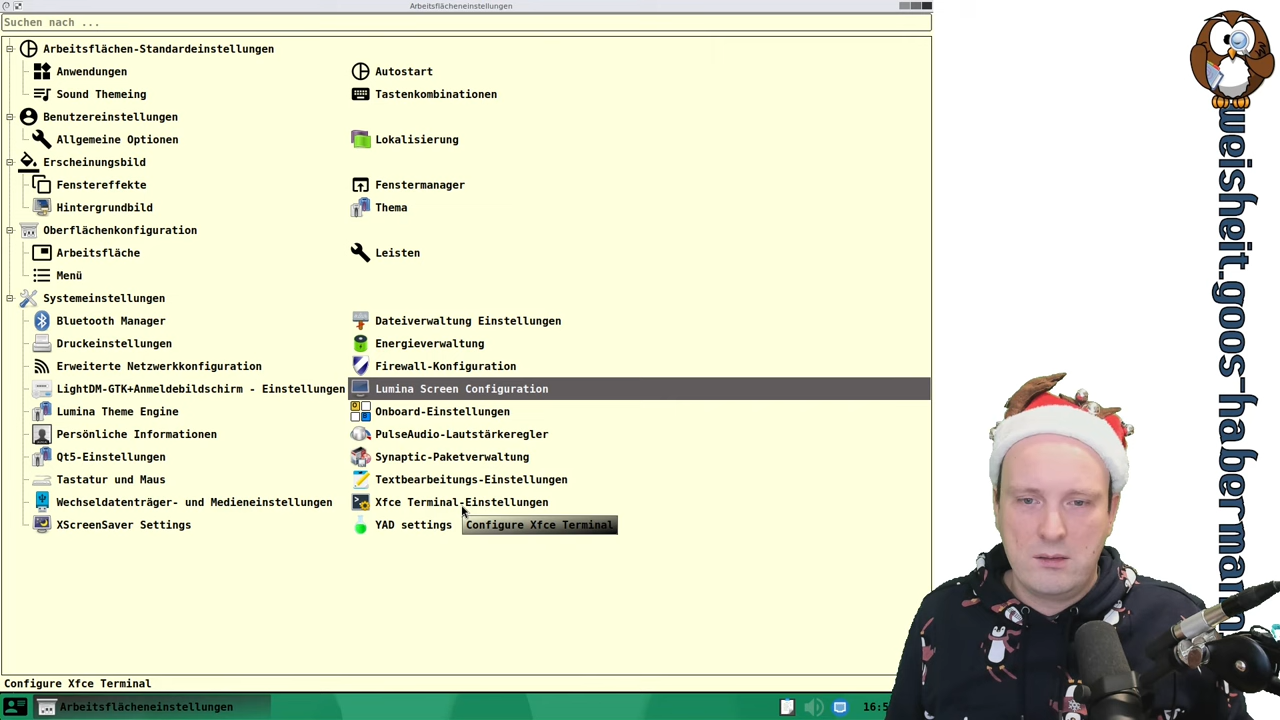 Arbeitsflächeneinstellungen
Suchen nach ...
Arbeitsflächen-Standardeinstellungen
Anwendungen
Autostart
Sound Themeing
Tastenkombinationen
Benutzereinstellungen
Allgemeine Optionen
Lokalisierung
Erscheinungsbild
Fenstereffekte
Fenstermanager
Hintergrundbild
Thema
Oberflächenkonfiguration
Arbeitsfläche
Leisten
Menü
Systemeinstellungen
Bluetooth Manager
Dateiverwaltung Einstellungen
Druckeinstellungen
Energieverwaltung
Erweiterte Netzwerkkonfiguration
Firewall-Konfiguration
LightDM-GTK+Anmeldebildschirm - Einstellungen
Lumina Screen Configuration
Lumina Theme Engine
Onboard-Einstellungen
Persönliche Informationen
PulseAudio-Lautstärkeregler
Qt5-Einstellungen
Synaptic-Paketverwaltung
Tastatur und Maus
Textbearbeitungs-Einstellungen
Wechseldatenträger- und Medieneinstellungen
Xfce Terminal-Einstellungen
XScreenSaver Settings
YAD settings
Configure Xfce Terminal
Configure Xfce Terminal
Arbeitsflächeneinstellungen
16:5
weisheit.goos-habermann